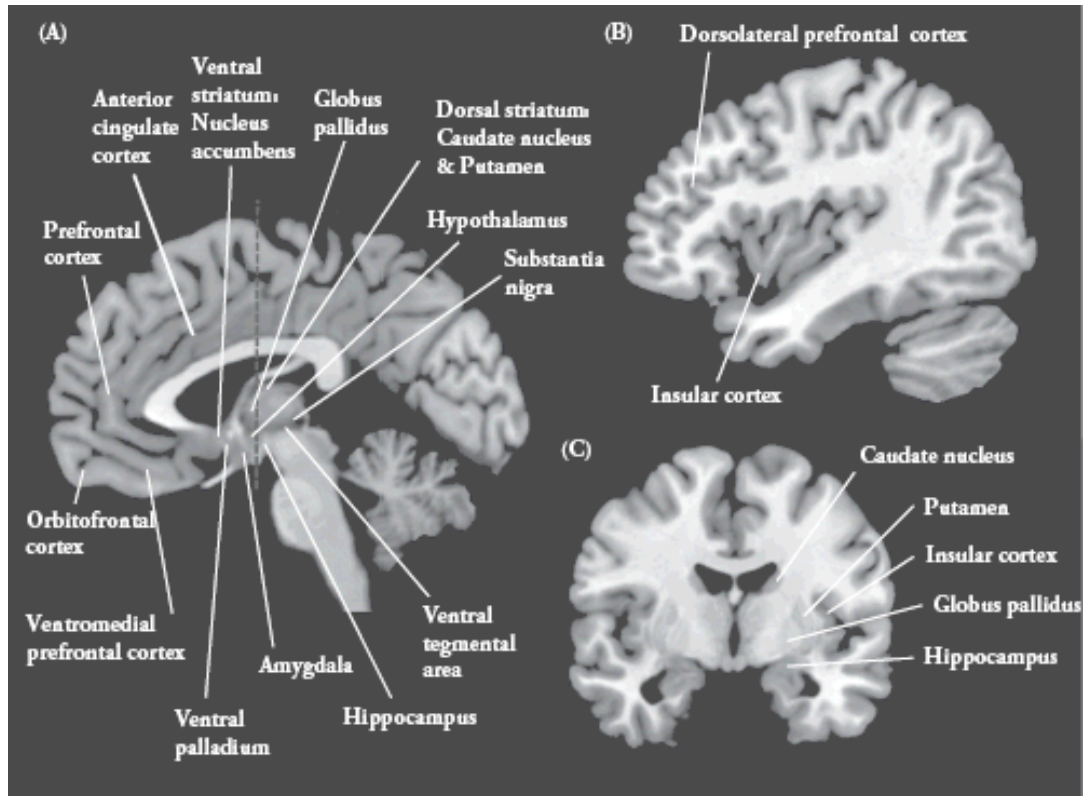 (A)
Ventral
striatum:
Nucleus
accumbens
Anterior
cingulate
cortex
Globus
pallidus
Dorsal striatum:
Caudate nucleus
& Putamen
Prefrontal
cortex
Hypothalamus
Substantia
nigra
Orbitofrontal
cortex
Ventromedial
prefrontal cortex
Ventral
palladium
Amygdala
Hippocampus
Ventral
tegmental
area
(B)
Dorsolateral prefrontal cortex
Insular cortex
(C)
Caudate nucleus
Putamen
Insular cortex
Globus pallidus
Hippocampus